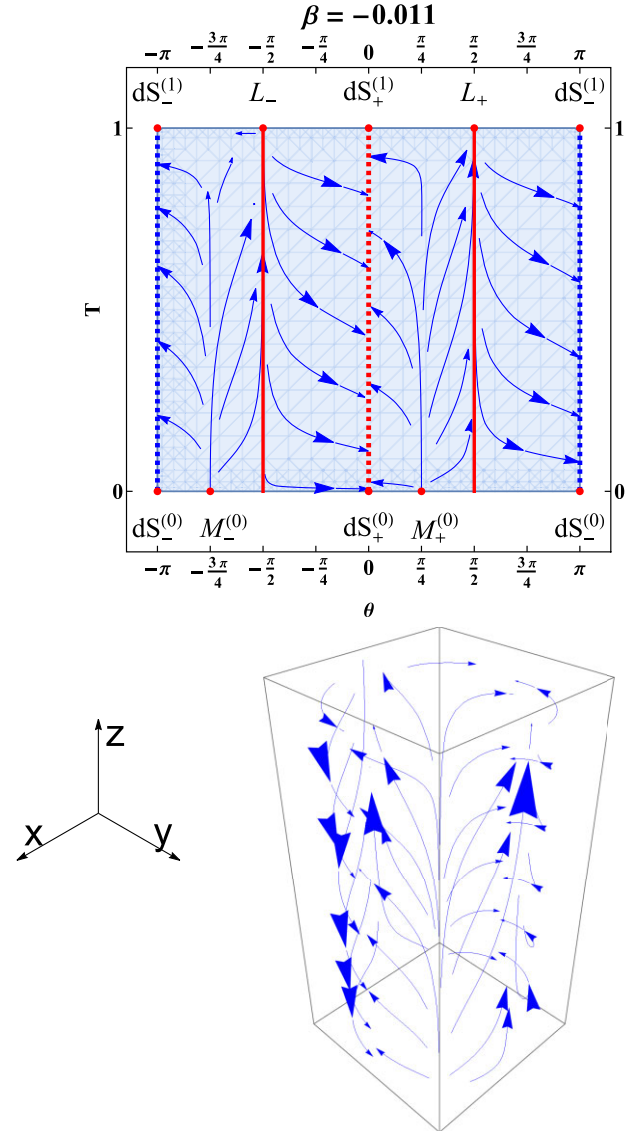 β = −0.011
−π −3π/4 −π/2 −π/4 0 π/4 π/2 3π/4 π
dS₋⁽¹⁾ L₋ dS₊⁽¹⁾ L₊ dS₋⁽¹⁾
1 1
T
0 0
dS₋⁽⁰⁾ M₋⁽⁰⁾ dS₊⁽⁰⁾ M₊⁽⁰⁾ dS₋⁽⁰⁾
−π −3π/4 −π/2 −π/4 0 π/4 π/2 3π/4 π
θ
z
x y